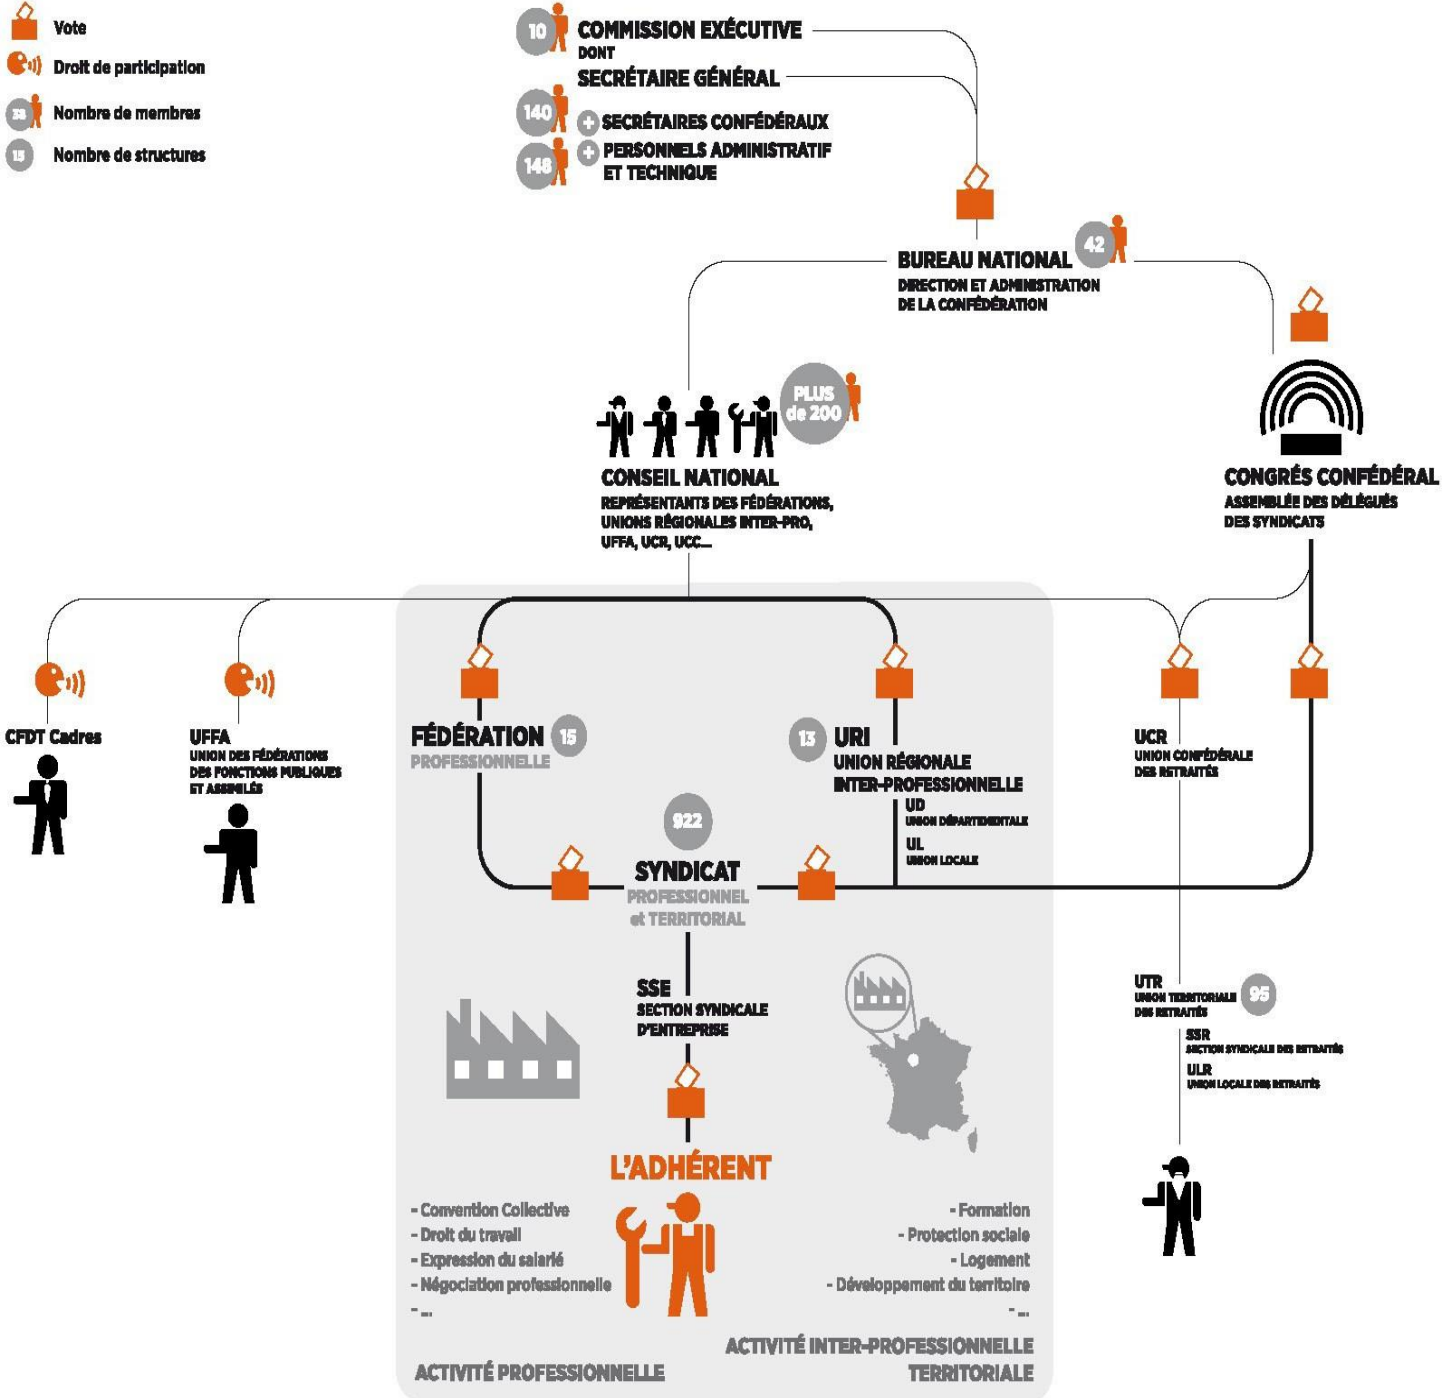 Vote
Droit de participation
38 Nombre de membres
15 Nombre de structures
10 COMMISSION EXÉCUTIVE
DONT
SECRÉTAIRE GÉNÉRAL
140 + SECRÉTAIRES CONFÉDÉRAUX
148 + PERSONNELS ADMINISTRATIF
ET TECHNIQUE
BUREAU NATIONAL 42
DIRECTION ET ADMINISTRATION
DE LA CONFÉDÉRATION
PLUS
de 200
CONSEIL NATIONAL
REPRÉSENTANTS DES FÉDÉRATIONS,
UNIONS RÉGIONALES INTER-PRO,
UFFA, UCR, UCC...
CONGRÉS CONFÉDÉRAL
ASSEMBLÉE DES DÉLÉGUÉS
DES SYNDICATS
CFDT Cadres
UFFA
UNION DES FÉDÉRATIONS
DES FONCTIONS PUBLIQUES
ET ASSIMILÉS
FÉDÉRATION 15
PROFESSIONNELLE
13 URI
UNION RÉGIONALE
INTER-PROFESSIONNELLE
UD
UNION DÉPARTEMENTALE
UL
UNION LOCALE
UCR
UNION CONFÉDÉRALE
DES RETRAITÉS
922
SYNDICAT
PROFESSIONNEL
et TERRITORIAL
SSE
SECTION SYNDICALE
D'ENTREPRISE
UTR
UNION TERRITORIALE
DES RETRAITÉS
95
SSR
SECTION SYNDICALE DES RETRAITÉS
ULR
UNION LOCALE DES RETRAITÉS
L'ADHÉRENT
- Convention Collective
- Droit du travail
- Expression du salarié
- Négociation professionnelle
- ...
ACTIVITÉ PROFESSIONNELLE
- Formation
- Protection sociale
- Logement
- Développement du territoire
- ...
ACTIVITÉ INTER-PROFESSIONNELLE
TERRITORIALE